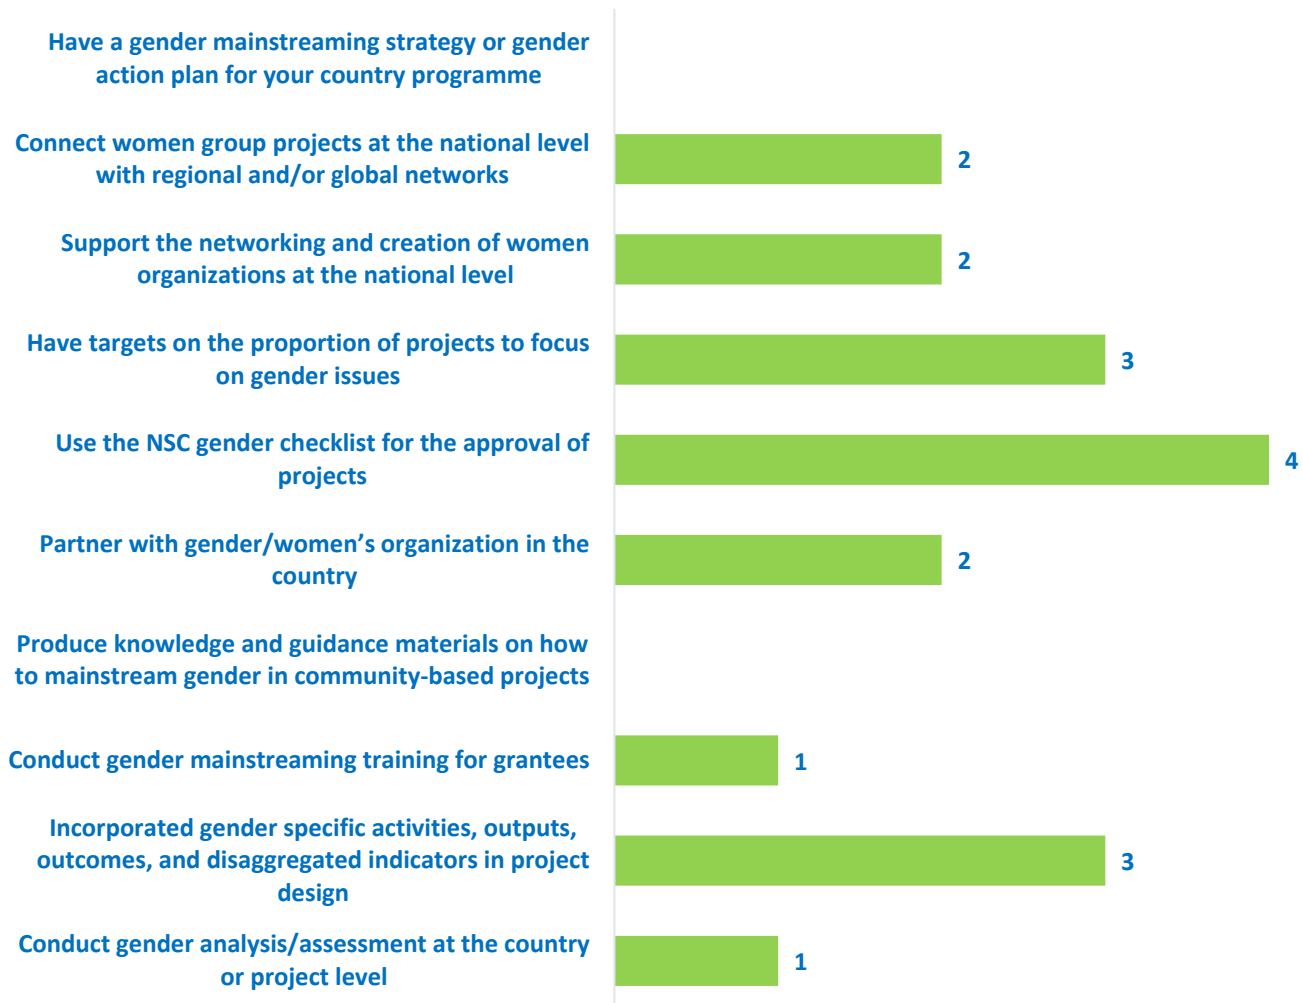 Have a gender mainstreaming strategy or gender
action plan for your country programme
Connect women group projects at the national level
with regional and/or global networks
2
Support the networking and creation of women
organizations at the national level
2
Have targets on the proportion of projects to focus
on gender issues
3
Use the NSC gender checklist for the approval of
projects
4
Partner with gender/women’s organization in the
country
2
Produce knowledge and guidance materials on how
to mainstream gender in community-based projects
Conduct gender mainstreaming training for grantees
1
Incorporated gender specific activities, outputs,
outcomes, and disaggregated indicators in project
design
3
Conduct gender analysis/assessment at the country
or project level
1